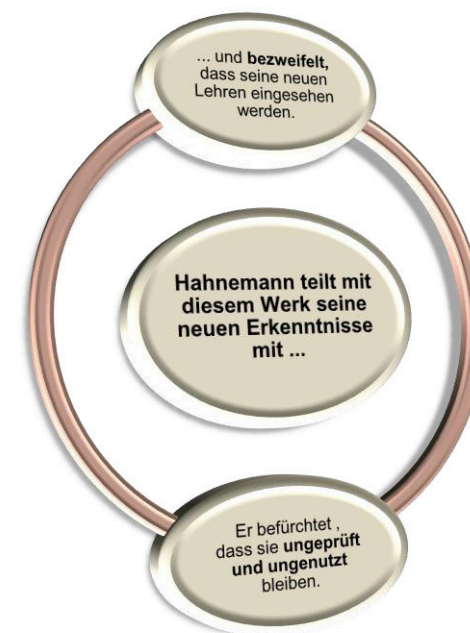 ... und bezweifelt,
dass seine neuen
Lehren eingesehen
werden.
Hahnemann teilt mit
diesem Werk seine
neuen Erkenntnisse
mit ...
Er befürchtet ,
dass sie ungeprüft
und ungenutzt
bleiben.